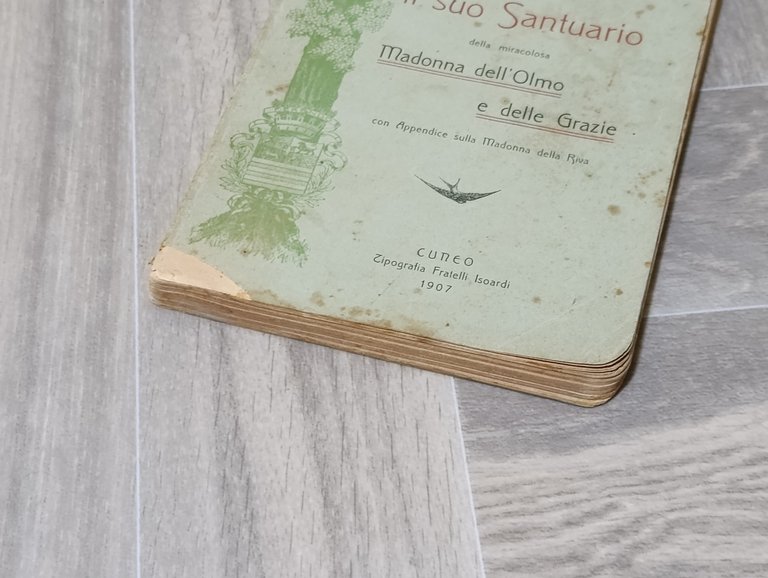 il suo Santuario
della miracolosa
Madonna dell'Olmo
e delle Grazie
con Appendice sulla Madonna della Riva
CUNEO
Tipografia Fratelli Isoardi
1907